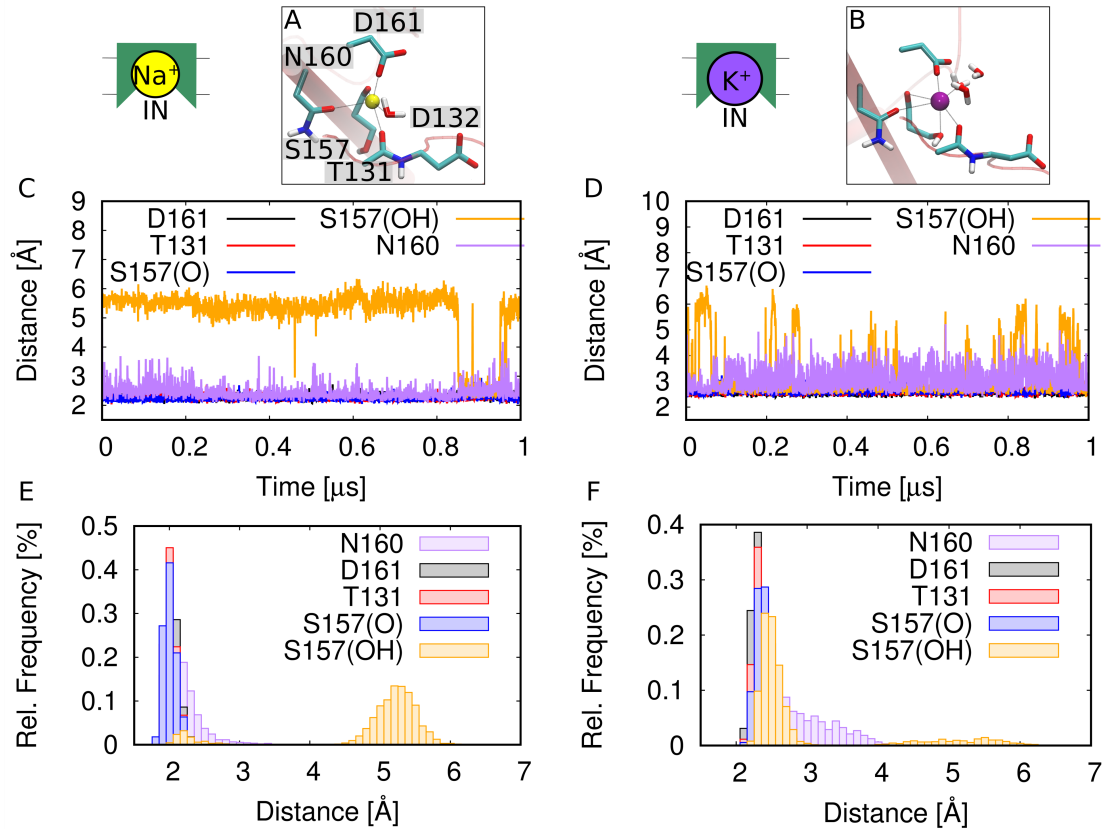 A
D161
Na⁺
IN
N160
D132
S157
T131
B
K⁺
IN
C
9
8
7
6
5
4
3
2
Distance [Å]
D161
S157(OH)
T131
N160
S157(O)
0
0.2
0.4
0.6
0.8
1
Time [μs]
D
10
9
8
7
6
5
4
3
2
Distance [Å]
D161
S157(OH)
T131
N160
S157(O)
0
0.2
0.4
0.6
0.8
1
Time [μs]
E
0.5
0.4
0.3
0.2
0.1
0
Rel. Frequency [%]
N160
D161
T131
S157(O)
S157(OH)
2
3
4
5
6
7
Distance [Å]
F
0.4
0.3
0.2
0.1
0
Rel. Frequency [%]
N160
D161
T131
S157(O)
S157(OH)
2
3
4
5
6
7
Distance [Å]